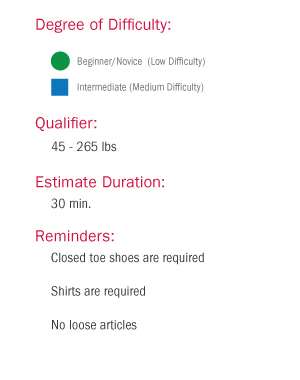 Degree of Difficulty:
Beginner/Novice (Low Difficulty)
Intermediate (Medium Difficulty)
Qualifier:
45 - 265 lbs
Estimate Duration:
30 min.
Reminders:
Closed toe shoes are required
Shirts are required
No loose articles